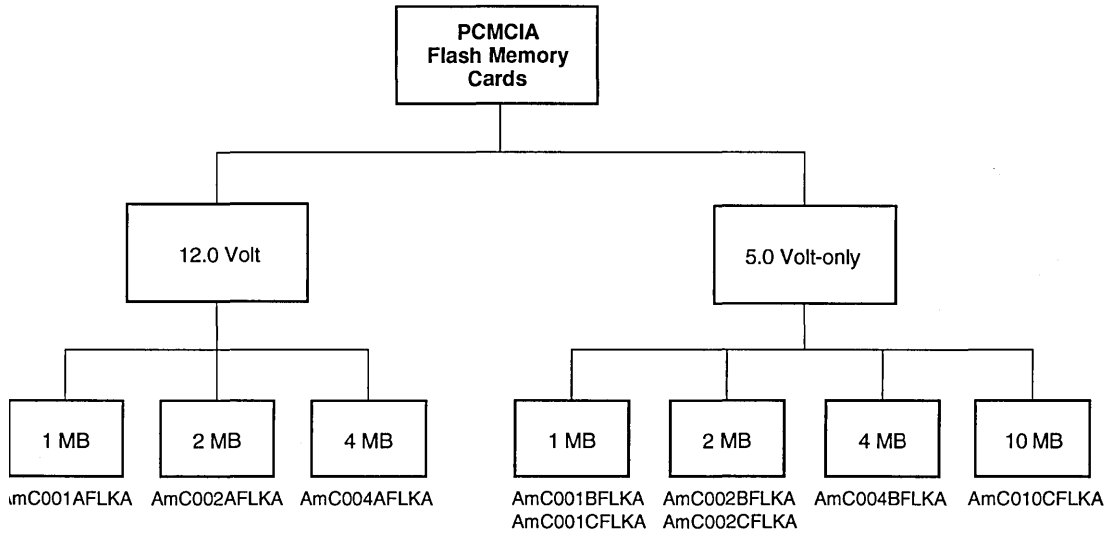 PCMCIA
Flash Memory
Cards
12.0 Volt
5.0 Volt-only
1 MB
2 MB
4 MB
1 MB
2 MB
4 MB
10 MB
mC001AFLKA
AmC002AFLKA
AmC004AFLKA
AmC001BFLKA
AmC001CFLKA
AmC002BFLKA
AmC002CFLKA
AmC004BFLKA
AmC010CFLKA